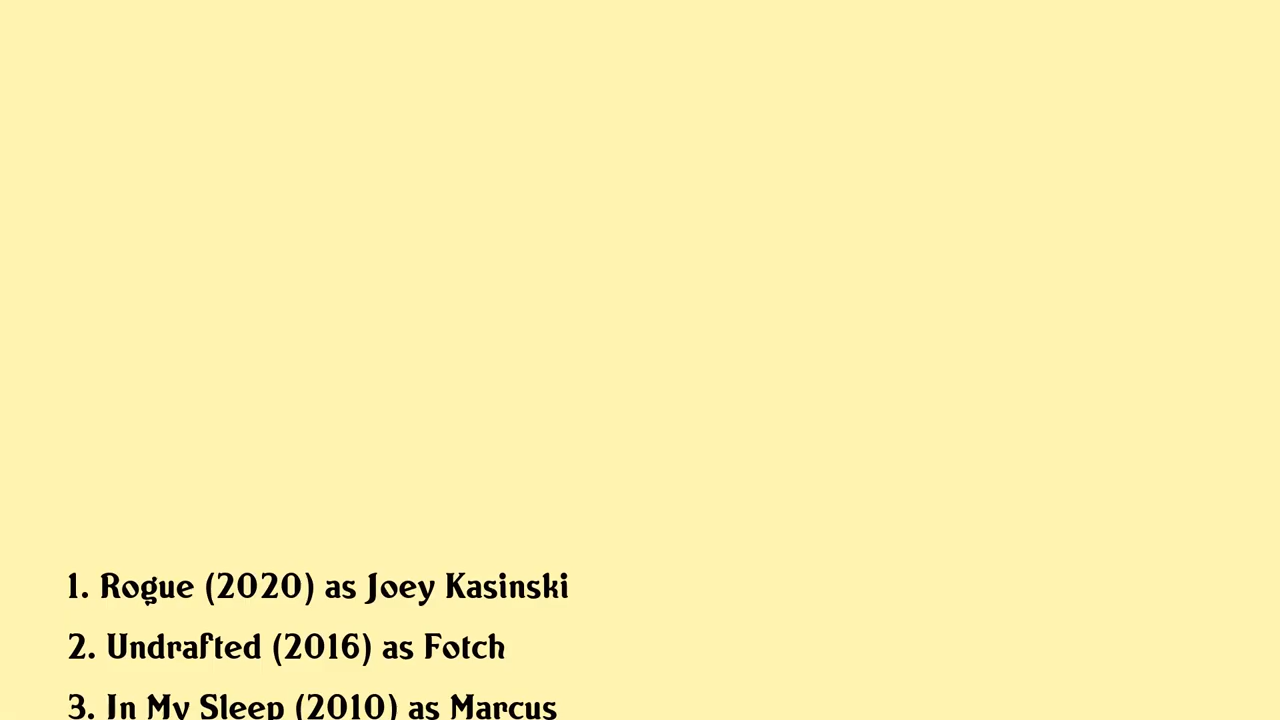 1. Rogue (2020) as Joey Kasinski
2. Undrafted (2016) as Fotch
3. In My Sleep (2010) as Marcus